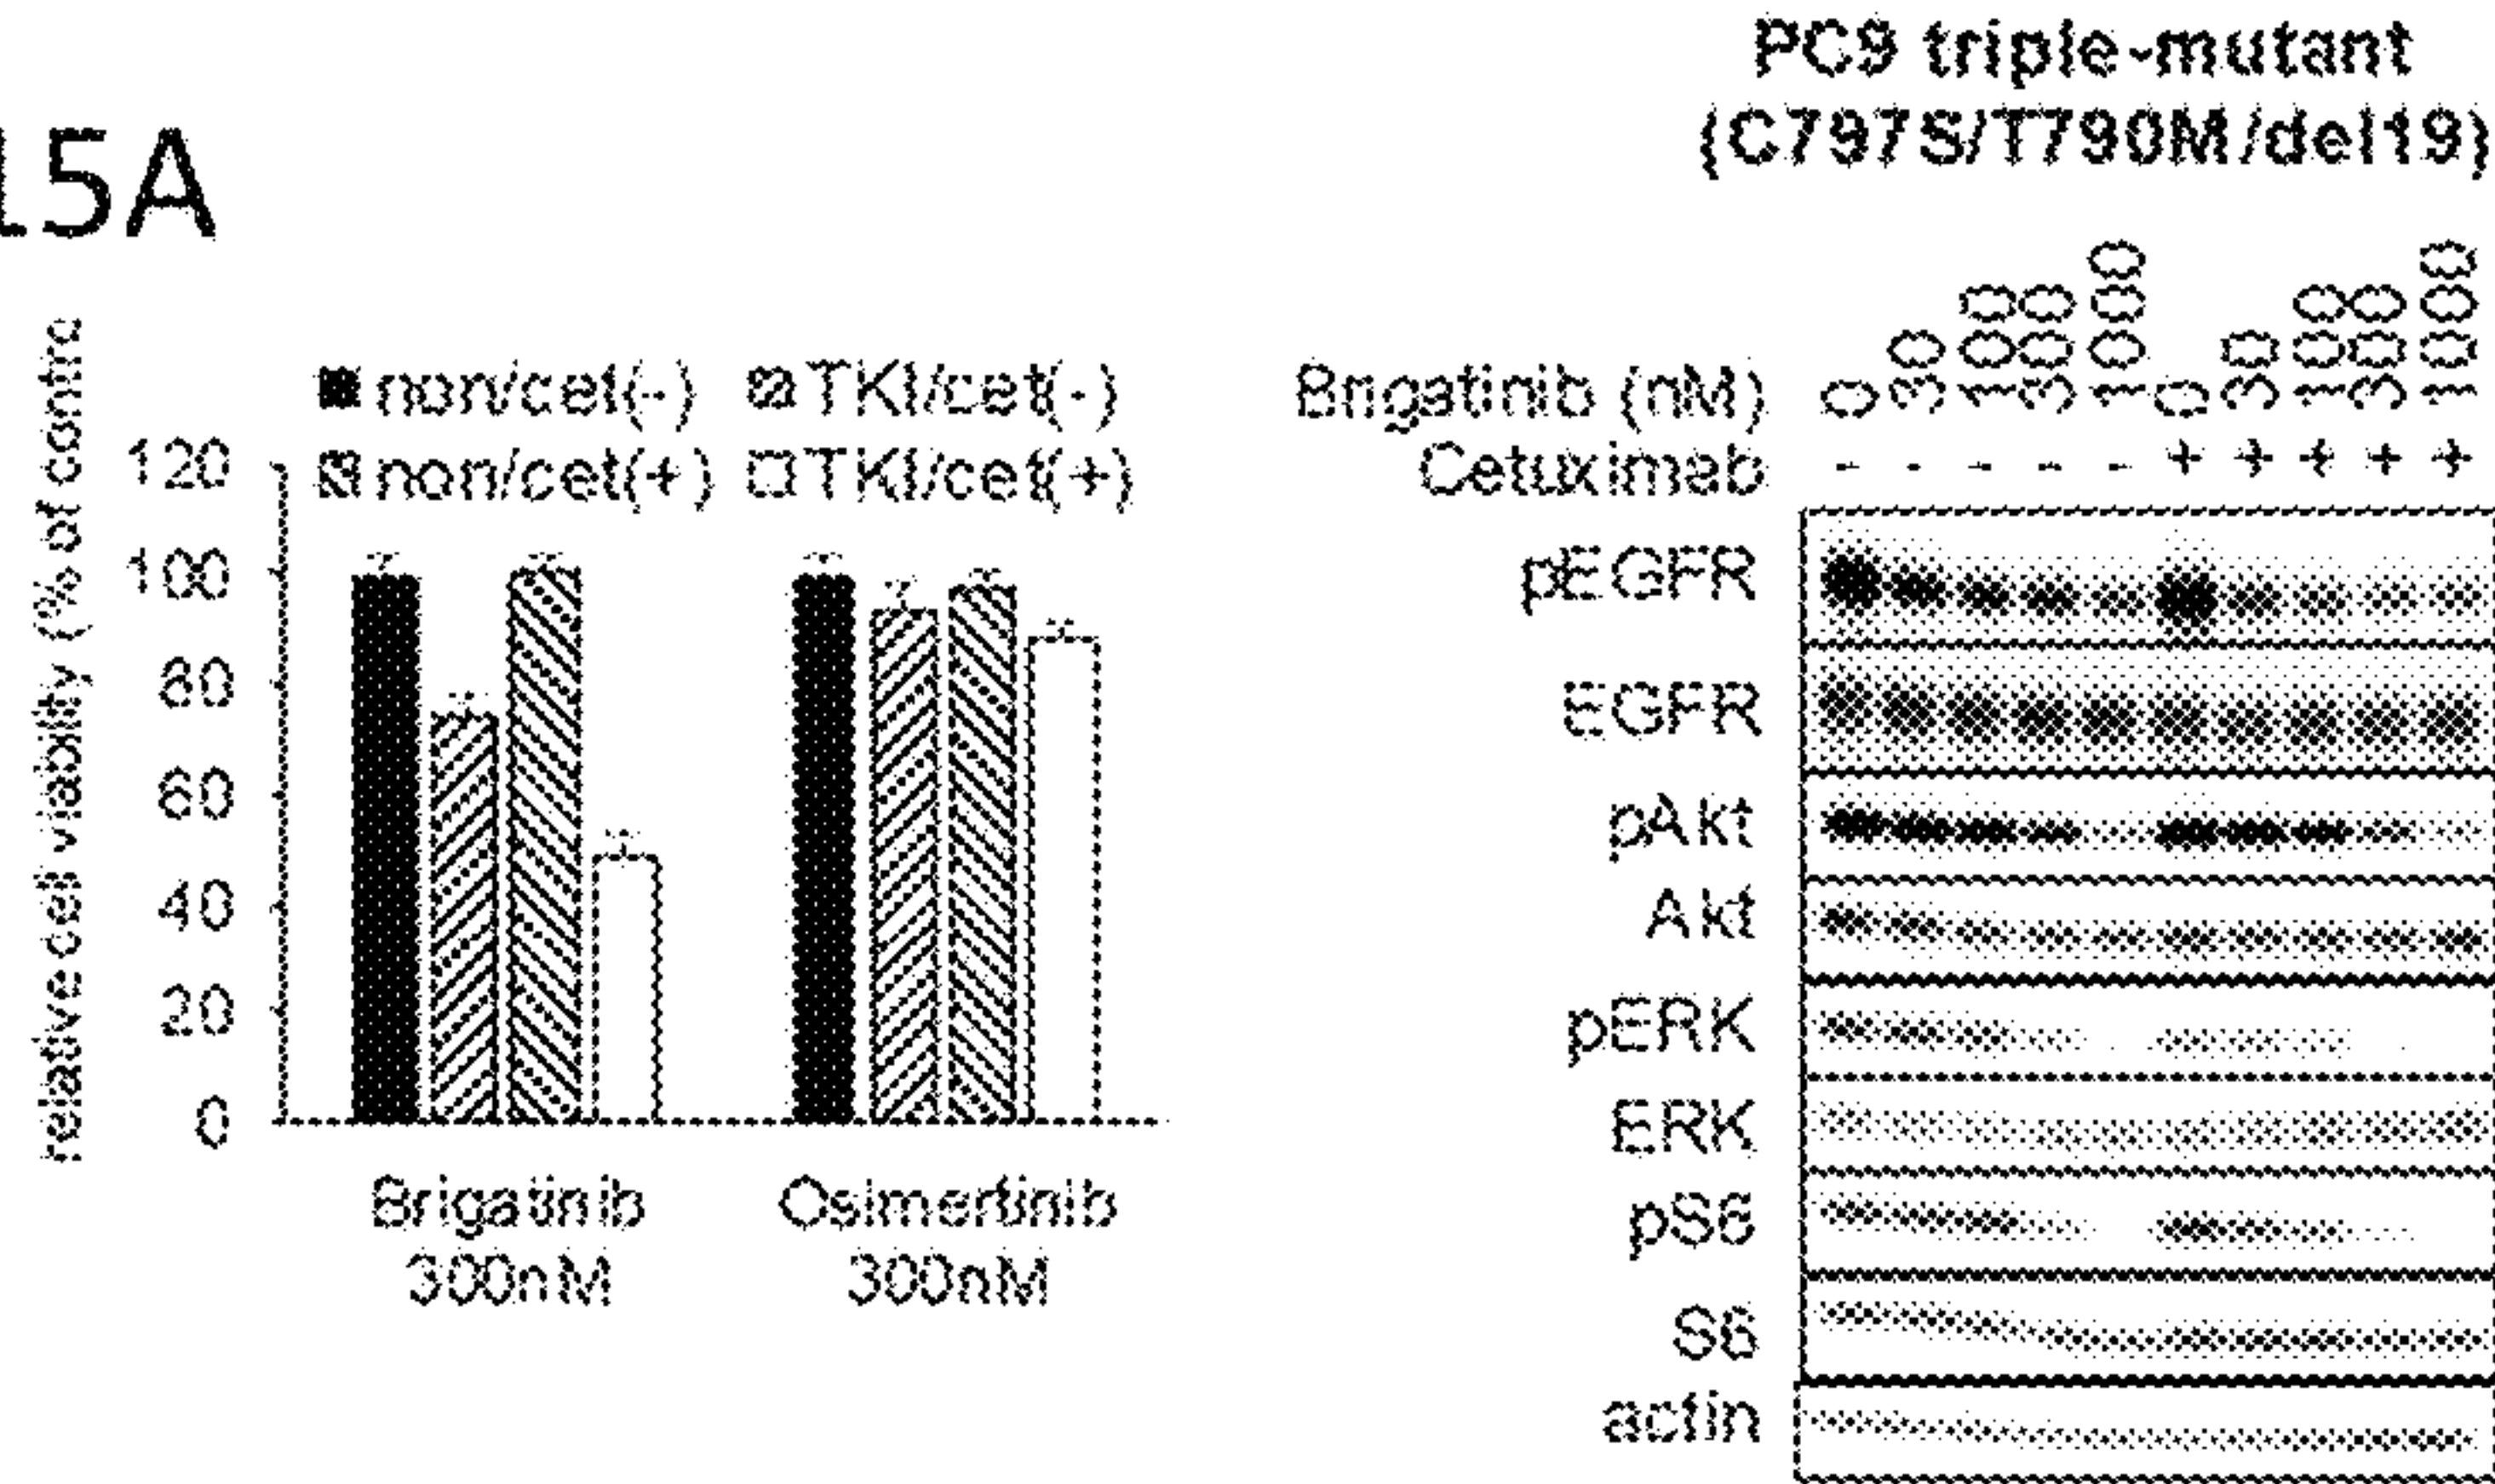 15A
PC9 triple-mutant
(C797S/T790M/del19)
relative cell viability (% of contro
non/cet(-) TKI/cet(-)
non/cet(+) TKI/cet(+)
120
100
80
60
40
20
0
Brigatinib
300nM
Osimertinib
300nM
Brigatinib (nM) 0 30 100 300 1000 0 30 100 300 1000
Cetuximab - - - - - + + + + +
pEGFR
EGFR
pAkt
Akt
pERK
ERK
pS6
S6
actin